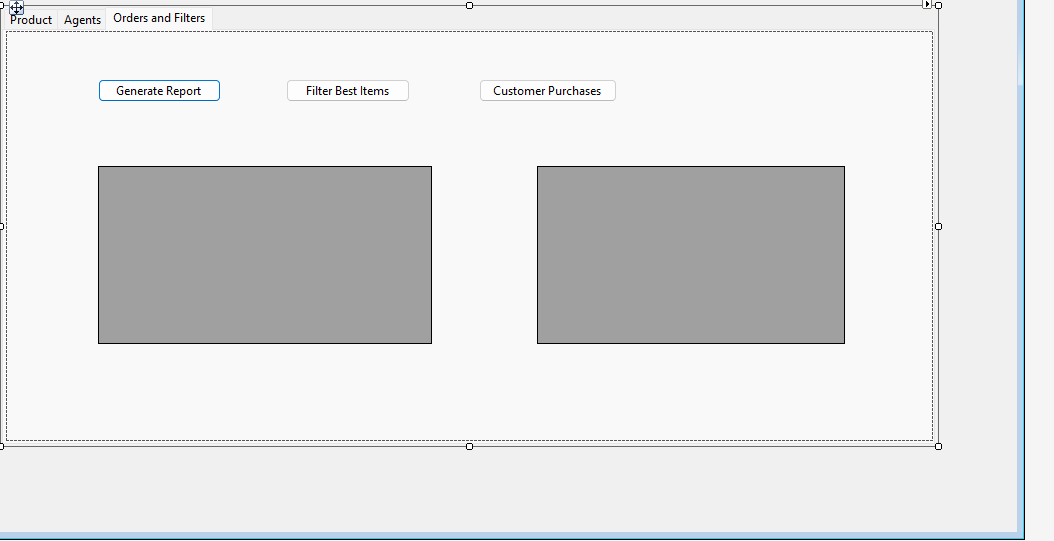 Product Agents Orders and Filters
Generate Report Filter Best Items Customer Purchases